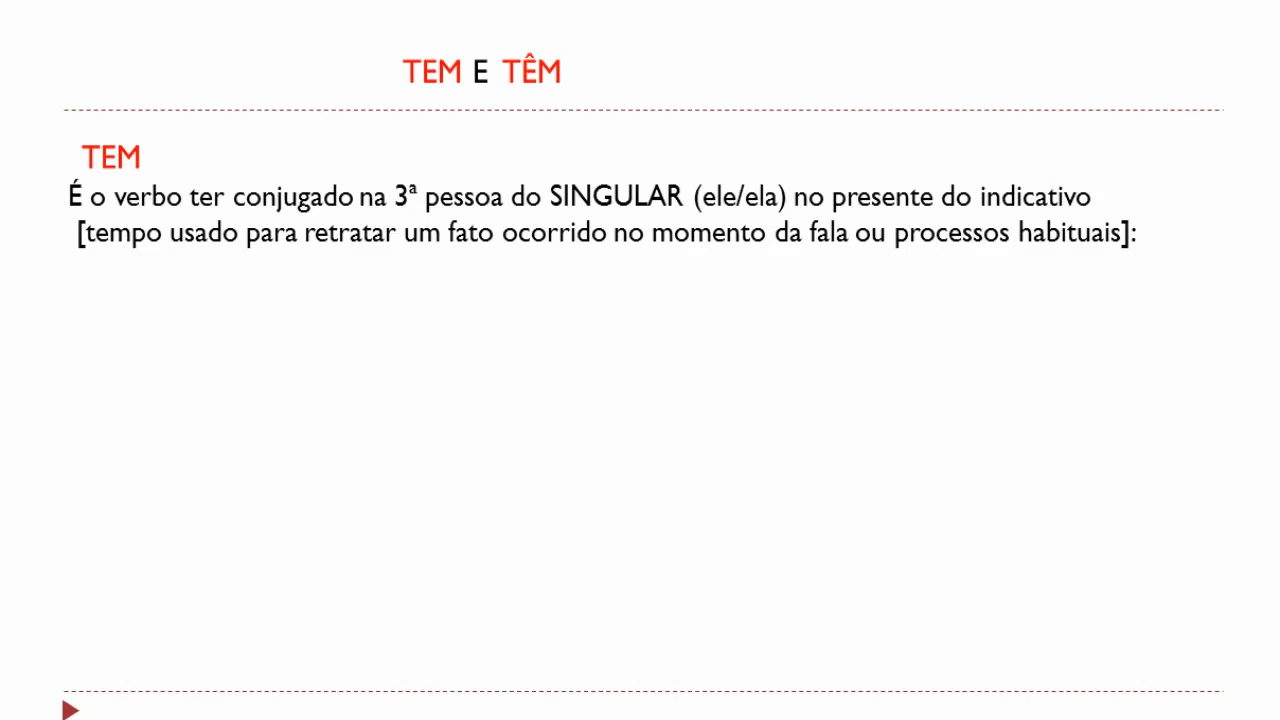 TEM E TÊM
TEM
É o verbo ter conjugado na 3ª pessoa do SINGULAR (ele/ela) no presente do indicativo
[tempo usado para retratar um fato ocorrido no momento da fala ou processos habituais]: